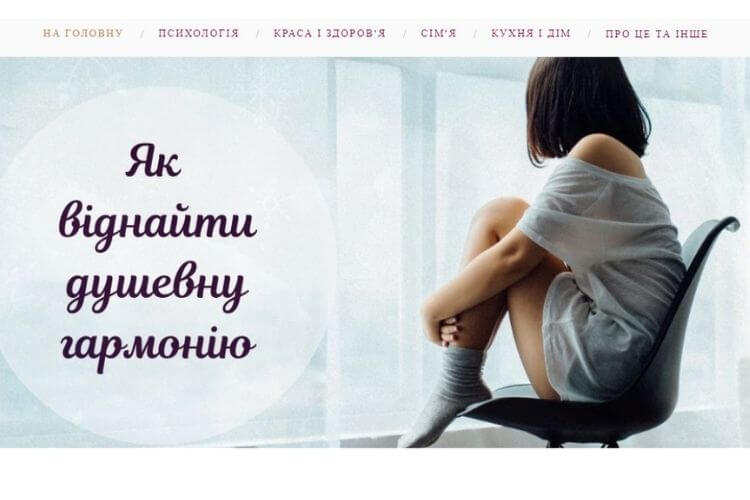 НА ГОЛОВНУ / ПСИХОЛОГІЯ / КРАСА І ЗДОРОВ'Я / СІМ'Я / КУХНЯ І ДІМ / ПРО ЦЕ ТА ІНШЕ
Як
віднайти
душевну
гармонію